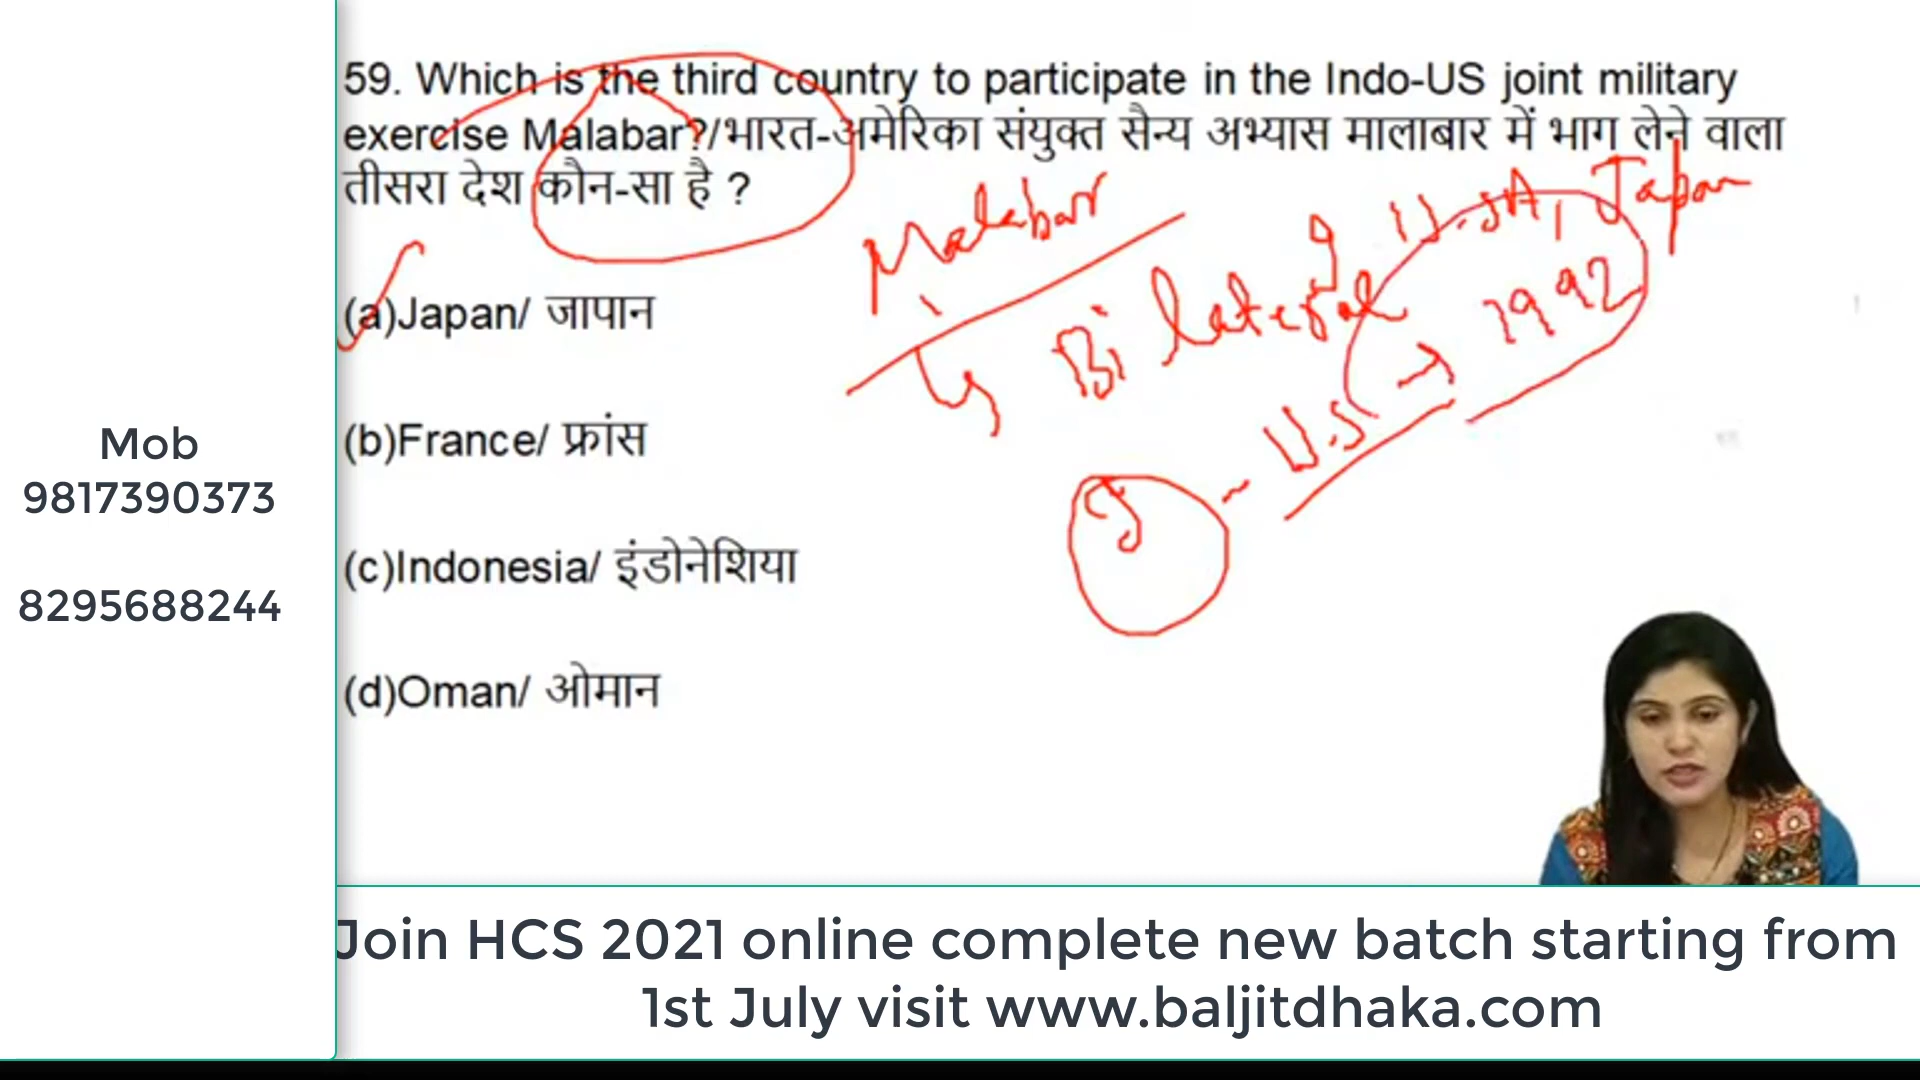 59. Which is the third country to participate in the Indo-US joint military
exercise Malabar?/भारत-अमेरिका संयुक्त सैन्य अभ्यास मालाबार में भाग लेने वाला
तीसरा देश कौन-सा है ?
Malabar
U.SA, Japan
Bilateral
U.S → 1992
J
(a)Japan/ जापान
(b)France/ फ्रांस
(c)Indonesia/ इंडोनेशिया
(d)Oman/ ओमान
Mob
9817390373
8295688244
Join HCS 2021 online complete new batch starting from
1st July visit www.baljitdhaka.com